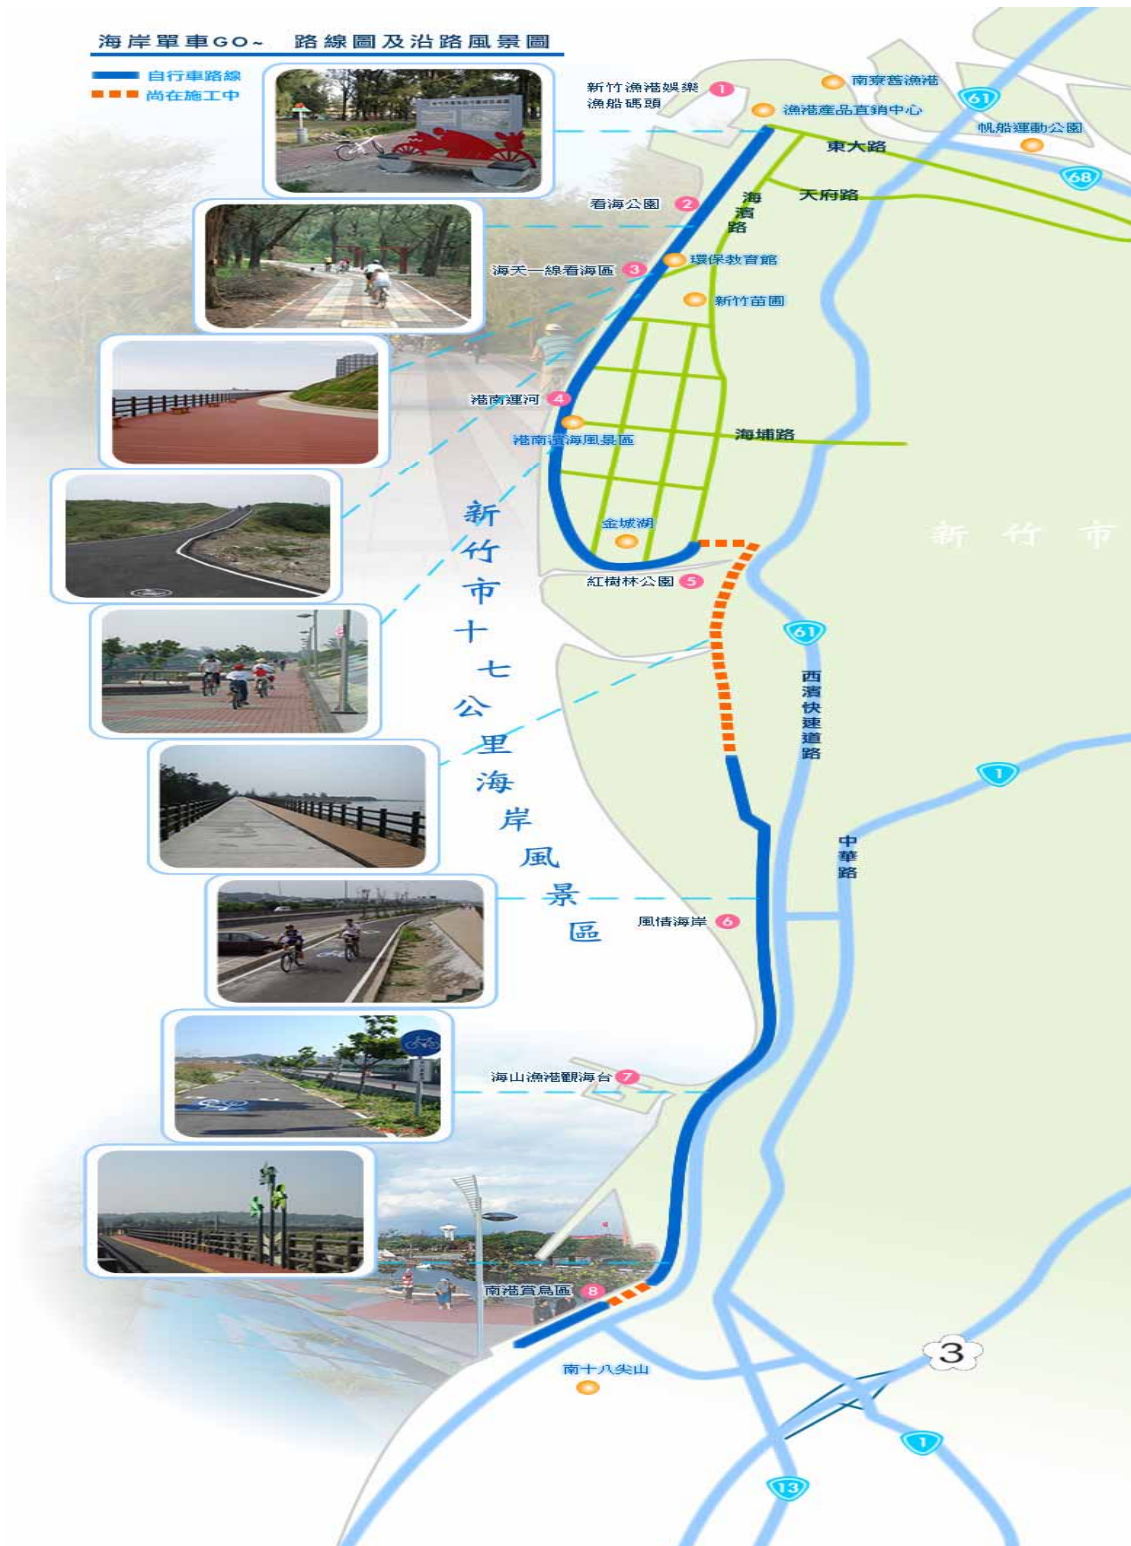 海岸單車GO~ 路線圖及沿路風景圖
自行車路線
尚在施工中
新竹漁港娛樂
漁船碼頭
1
南寮舊漁港
漁港產品直銷中心
61
帆船運動公園
東大路
68
天府路
海濱路
看海公園 2
環保教育館
海天一線看海區 3
新竹苗圃
港南運河 4
港南濱海風景區
海埔路
金城湖
新竹市
紅樹林公園 5
新竹市十七公里海岸風景區
61
西濱快速道路
1
中華路
風情海岸 6
海山漁港觀海台 7
南港賞鳥區 8
南十八尖山
3
1
13